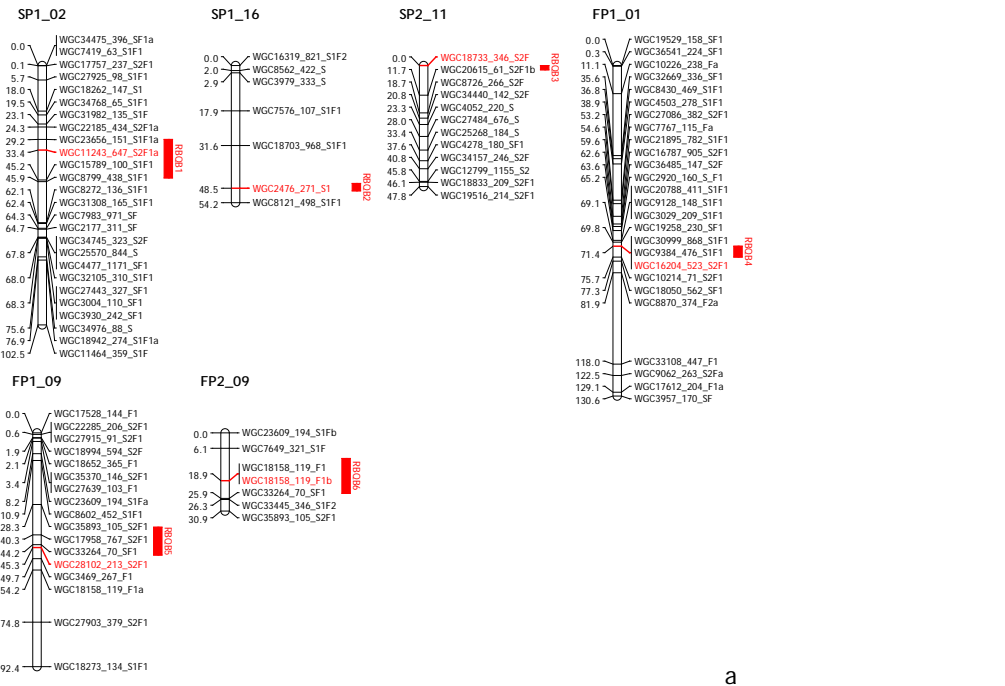 SP1_02
0.0 WGC34475_396_SF1a
WGC7419_63_S1F1
0.1 WGC17757_237_S2F1
5.7 WGC27925_98_S1F1
18.0 WGC18262_147_S1
19.5 WGC34768_65_S1F1
23.1 WGC31982_135_S1F
24.3 WGC22185_434_S2F1a
29.2 WGC23656_151_S1F1a
33.4 WGC11243_647_S2F1a
45.2 WGC15789_100_S1F1
45.9 WGC8799_438_S1F1
62.1 WGC8272_136_S1F1
62.4 WGC31308_165_S1F1
64.3 WGC7983_971_SF
64.7 WGC2177_311_SF
WGC34745_323_S2F
67.8 WGC25570_844_S
WGC4477_1171_SF1
68.0 WGC32105_310_S1F1
WGC27443_327_SF1
68.3 WGC3004_110_SF1
WGC3930_242_SF1
75.6 WGC34976_88_S
76.9 WGC18942_274_S1F1a
102.5 WGC11464_359_S1F
RBQB1
SP1_16
0.0 WGC16319_821_S1F2
2.0 WGC8562_422_S
2.9 WGC3979_333_S
17.9 WGC7576_107_S1F1
31.6 WGC18703_968_S1F1
48.5 WGC2476_271_S1
54.2 WGC8121_498_S1F1
RBQB2
SP2_11
0.0 WGC18733_346_S2F
11.7 WGC20615_61_S2F1b
18.7 WGC8726_266_S2F
20.8 WGC34440_142_S2F
23.3 WGC4052_220_S
28.0 WGC27484_676_S
33.4 WGC25268_184_S
37.6 WGC4278_180_SF1
40.8 WGC34157_246_S2F
45.8 WGC12799_1155_S2
46.1 WGC18833_209_S2F1
47.8 WGC19516_214_S2F1
RBQB3
FP1_01
0.0 WGC19529_158_SF1
0.3 WGC36541_224_SF1
11.1 WGC10226_238_Fa
35.6 WGC32669_336_SF1
36.8 WGC8430_469_S1F1
38.9 WGC4503_278_S1F1
53.2 WGC27086_382_S2F1
54.6 WGC7767_115_Fa
59.6 WGC21895_782_S1F1
62.6 WGC16787_905_S2F1
63.6 WGC36485_147_S2F
65.2 WGC2920_160_S_F1
WGC20788_411_S1F1
69.1 WGC9128_148_S1F1
WGC3029_209_S1F1
69.8 WGC19258_230_SF1
WGC30999_868_S1F1
71.4 WGC9384_476_S1F1
WGC16204_523_S2F1
75.7 WGC10214_71_S2F1
77.3 WGC18050_562_SF1
81.9 WGC8870_374_F2a
118.0 WGC33108_447_F1
122.5 WGC9062_263_S2Fa
129.1 WGC17612_204_F1a
130.6 WGC3957_170_SF
RBQB4
FP1_09
0.0 WGC17528_144_F1
0.6 WGC22285_206_S2F1
WGC27915_91_S2F1
1.9 WGC18994_594_S2F
2.1 WGC18652_365_F1
3.4 WGC35370_146_S2F1
WGC27639_103_F1
8.2 WGC23609_194_S1Fa
10.9 WGC8602_452_S1F1
28.3 WGC35893_105_S2F1
40.3 WGC17958_767_S2F1
44.2 WGC33264_70_SF1
45.3 WGC28102_213_S2F1
49.7 WGC3469_267_F1
54.2 WGC18158_119_F1a
74.8 WGC27903_379_S2F1
92.4 WGC18273_134_S1F1
RBQB5
FP2_09
0.0 WGC23609_194_S1Fb
6.1 WGC7649_321_S1F
18.9 WGC18158_119_F1
WGC18158_119_F1b
25.9 WGC33264_70_SF1
26.3 WGC33445_346_S1F2
30.9 WGC35893_105_S2F1
RBQB6
a